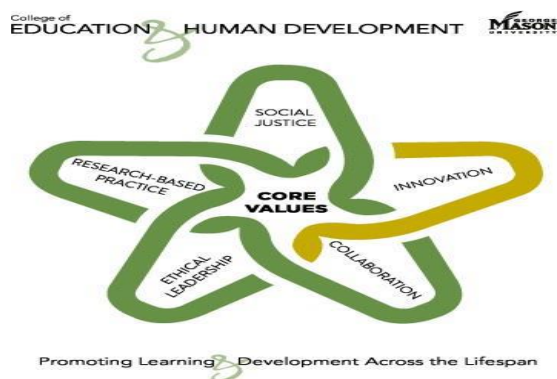 College of
EDUCATION & HUMAN DEVELOPMENT
GEORGE
MASON
UNIVERSITY
SOCIAL
JUSTICE
RESEARCH-BASED
PRACTICE
INNOVATION
CORE
VALUES
ETHICAL
LEADERSHIP
COLLABORATION
Promoting Learning & Development Across the Lifespan